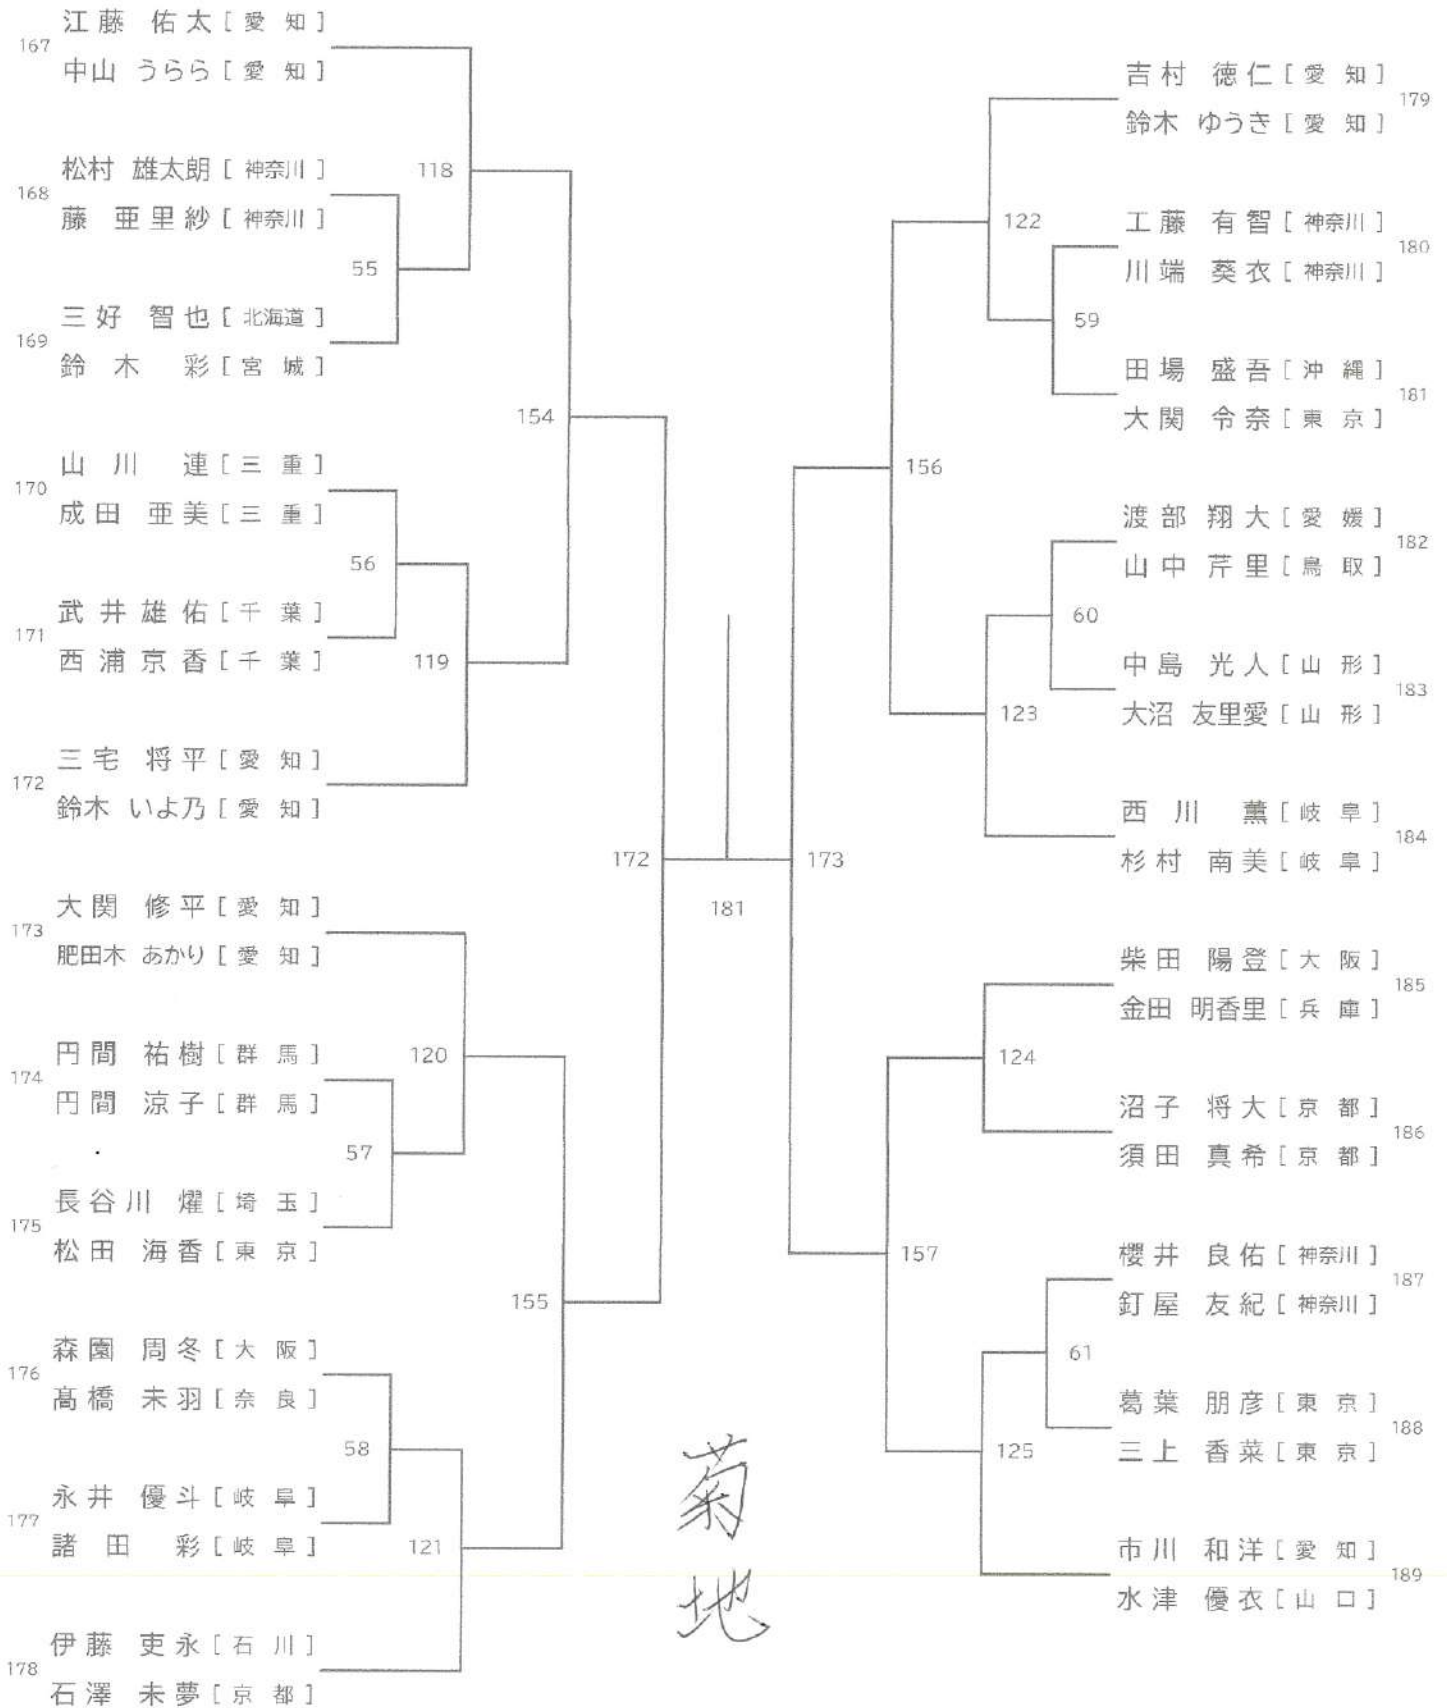 江藤 佑太 [愛 知]
167
中山 うらら [愛 知]
松村 雄太朗 [神奈川]
168
藤 亜里紗 [神奈川]
三好 智也 [北海道]
169
鈴木 彩 [宮 城]
山川 連 [三 重]
170
成田 亜美 [三 重]
武井 雄佑 [千 葉]
171
西浦 京香 [千 葉]
三宅 将平 [愛 知]
172
鈴木 いよ乃 [愛 知]
大関 修平 [愛 知]
173
肥田木 あかり [愛 知]
円間 祐樹 [群 馬]
174
円間 涼子 [群 馬]
長谷川 燿 [埼 玉]
175
松田 海香 [東 京]
森園 周冬 [大 阪]
176
髙橋 未羽 [奈 良]
永井 優斗 [岐 阜]
177
諸田 彩 [岐 阜]
伊藤 吏永 [石 川]
178
石澤 未夢 [京 都]
118
55
154
56
119
172
120
57
155
58
121
181
菊地
173
122
59
156
60
123
124
157
61
125
吉村 徳仁 [愛 知]
179
鈴木 ゆうき [愛 知]
工藤 有智 [神奈川]
180
川端 葵衣 [神奈川]
田場 盛吾 [沖 縄]
181
大関 令奈 [東 京]
渡部 翔大 [愛 媛]
182
山中 芹里 [鳥 取]
中島 光人 [山 形]
183
大沼 友里愛 [山 形]
西川 薫 [岐 阜]
184
杉村 南美 [岐 阜]
柴田 陽登 [大 阪]
185
金田 明香里 [兵 庫]
沼子 将大 [京 都]
186
須田 真希 [京 都]
櫻井 良佑 [神奈川]
187
釘屋 友紀 [神奈川]
葛葉 朋彦 [東 京]
188
三上 香菜 [東 京]
市川 和洋 [愛 知]
189
水津 優衣 [山 口]